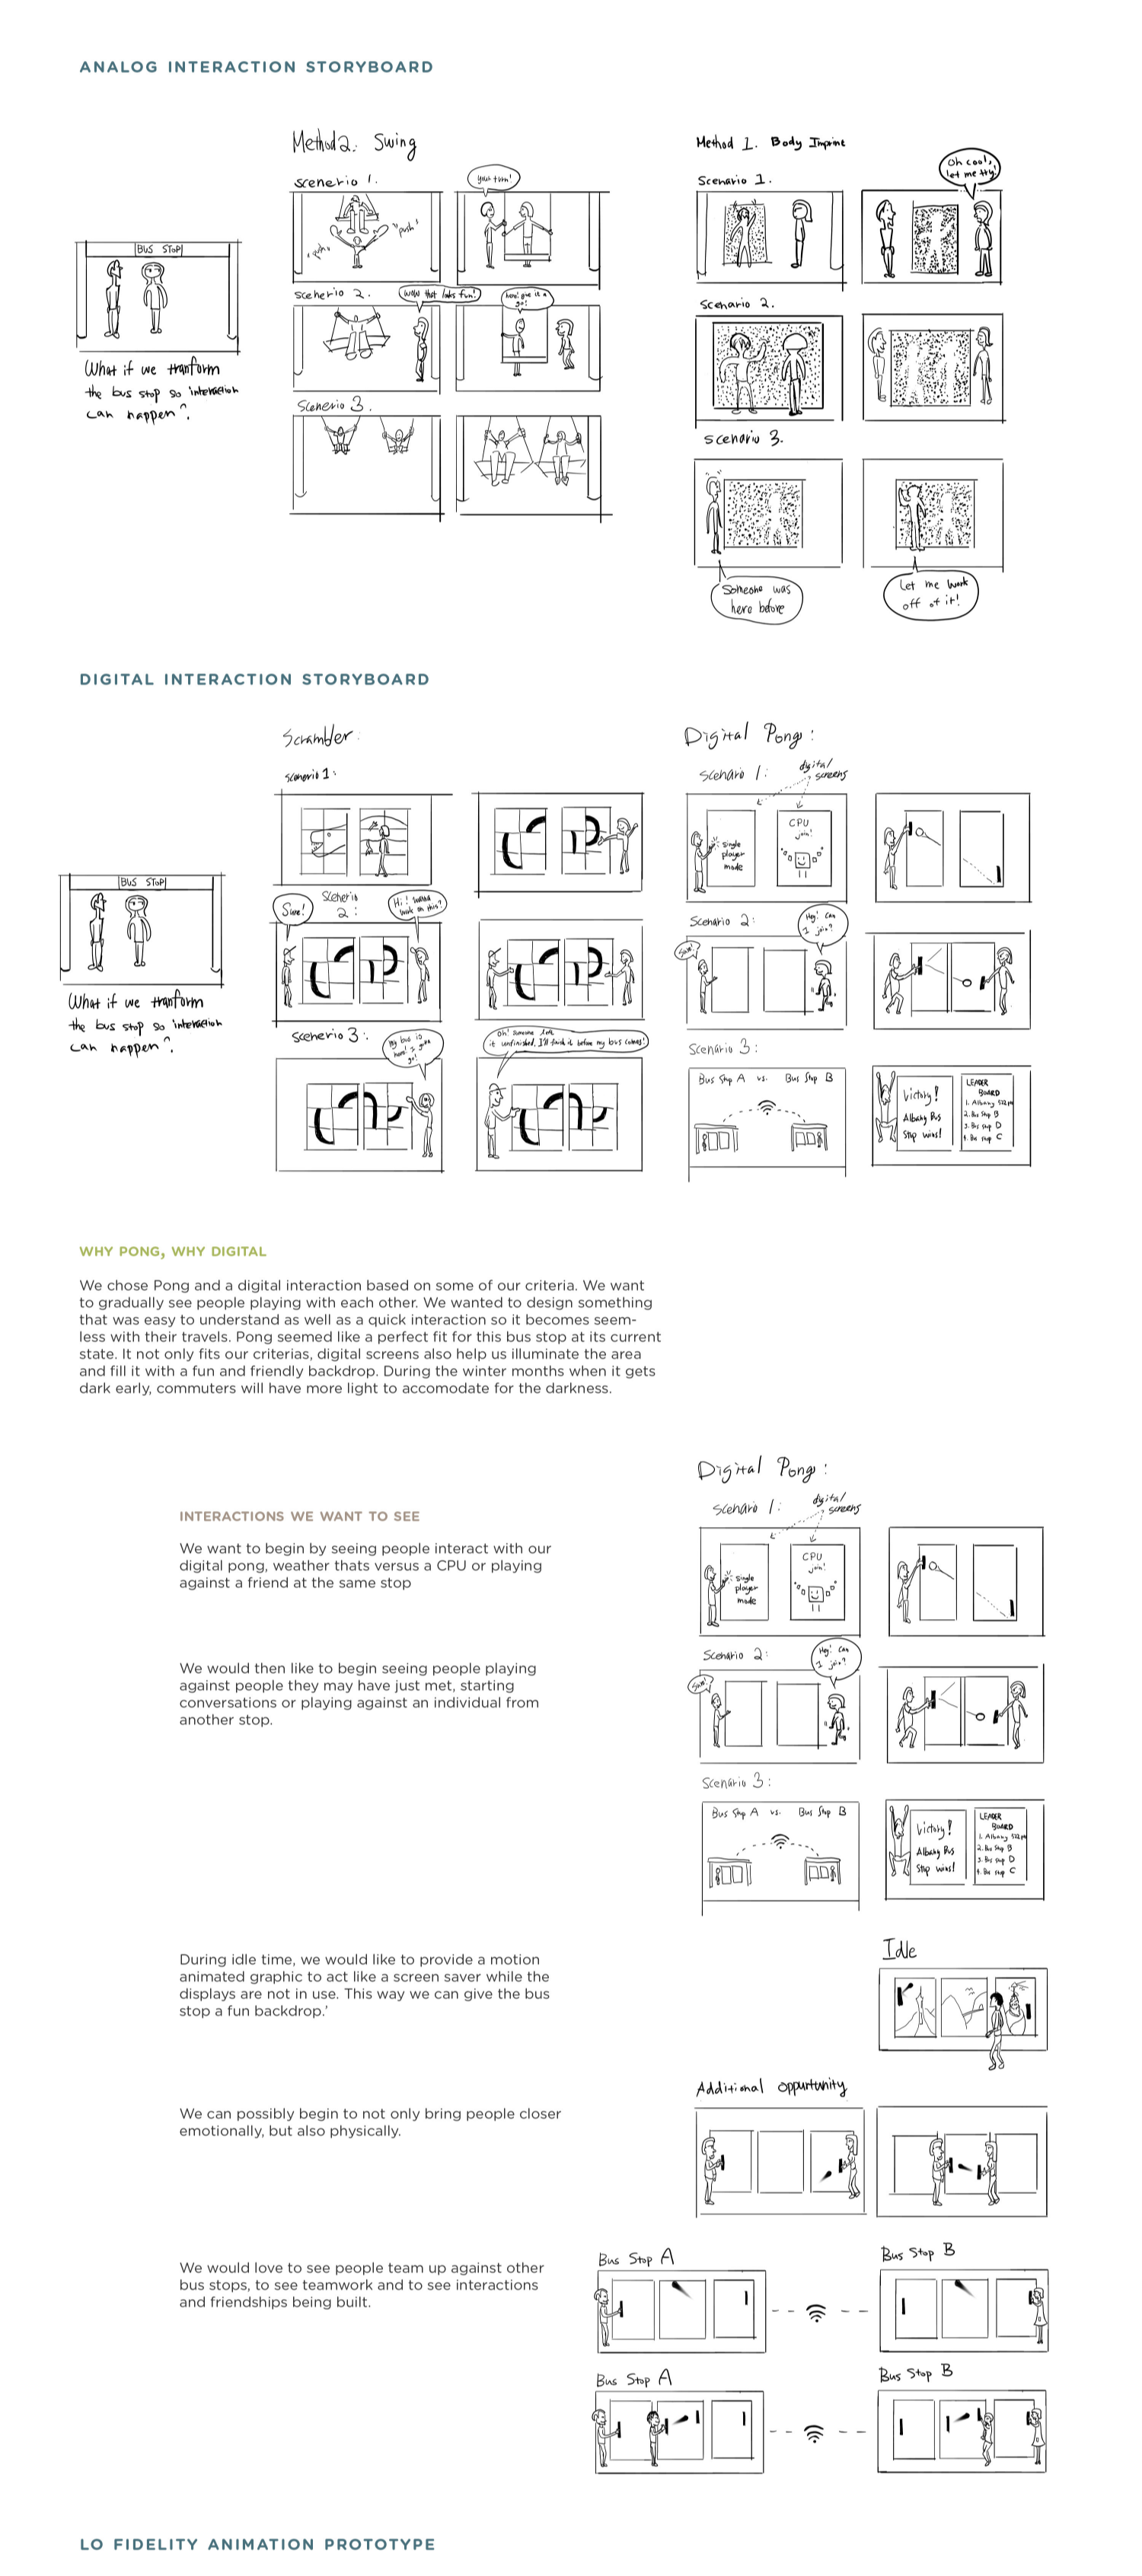 ANALOG INTERACTION STORYBOARD
BUS STOP
What if we tranform
the bus stop so interaction
can happen?
Method 2. Swing
scenerio 1.
"push"
your turn!
scenerio 2.
wow that looks fun!
here! give it a
go!
Scenerio 3.
Method 1. Body Imprint
Scenario 1.
Oh cool,
let me try!
Scenario 2.
scenario 3.
Someone was
here before
Let me work
off of it!
DIGITAL INTERACTION STORYBOARD
BUS STOP
What if we tranform
the bus stop so interaction
can happen?
Scrambler:
scenerio 1:
Scenerio
2:
Sure!
Hi! wanna
work on this?
scenerio 3:
My bus is
here! I gotta
go!
Oh! Someone left
it unfinished. I'll finish it before my bus comes!
Digital Pong:
Scenario 1:
digital
screens
single
player
mode
CPU
join!
Scenario 2:
Sure!
Hey! Can
I join?
Scenario 3:
Bus Stop A vs. Bus Stop B
Victory!
Albany Bus
Stop wins!
LEADER
BOARD
1. Albany
2. Bus Stop B
3. Bus Stop D
4. Bus Stop C
WHY PONG, WHY DIGITAL
We chose Pong and a digital interaction based on some of our criteria. We want
to gradually see people playing with each other. We wanted to design something
that was easy to understand as well as a quick interaction so it becomes seem-
less with their travels. Pong seemed like a perfect fit for this bus stop at its current
state. It not only fits our criterias, digital screens also help us illuminate the area
and fill it with a fun and friendly backdrop. During the winter months when it gets
dark early, commuters will have more light to accomodate for the darkness.
INTERACTIONS WE WANT TO SEE
We want to begin by seeing people interact with our
digital pong, weather thats versus a CPU or playing
against a friend at the same stop
We would then like to begin seeing people playing
against people they may have just met, starting
conversations or playing against an individual from
another stop.
Digital Pong:
Scenario 1:
digital
screens
single
player
mode
CPU
join!
Scenario 2:
Sure!
Hey! Can
I join?
Scenario 3:
Bus Stop A vs. Bus Stop B
Victory!
Albany Bus
Stop wins!
LEADER
BOARD
1. Albany
2. Bus Stop B
3. Bus Stop D
4. Bus Stop C
During idle time, we would like to provide a motion
animated graphic to act like a screen saver while the
displays are not in use. This way we can give the bus
stop a fun backdrop.'
Idle
We can possibly begin to not only bring people closer
emotionally, but also physically.
Additional oppurtunity
We would love to see people team up against other
bus stops, to see teamwork and to see interactions
and friendships being built.
Bus Stop A
Bus Stop B
Bus Stop A
Bus Stop B
LO FIDELITY ANIMATION PROTOTYPE